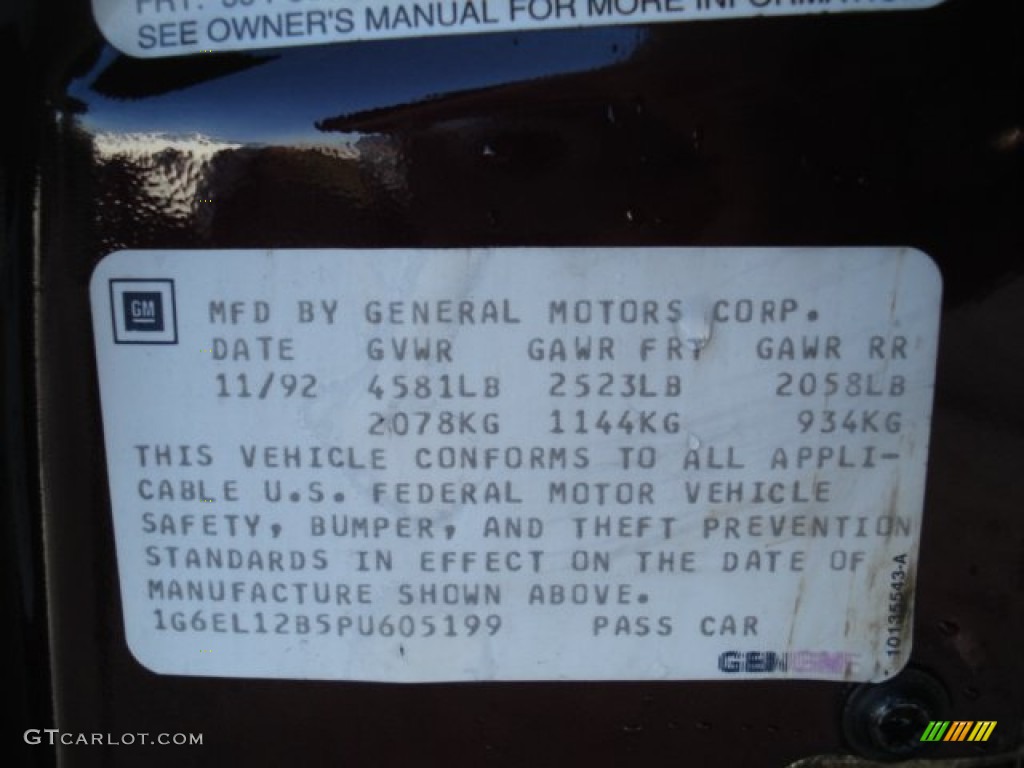 SEE OWNER'S MANUAL FOR MORE INFORMATION
GM
MFD BY GENERAL MOTORS CORP.
DATE GVWR GAWR FRT GAWR RR
11/92 4581LB 2523LB 2058LB
2078KG 1144KG 934KG
THIS VEHICLE CONFORMS TO ALL APPLI-
CABLE U.S. FEDERAL MOTOR VEHICLE
SAFETY, BUMPER, AND THEFT PREVENTION
STANDARDS IN EFFECT ON THE DATE OF
MANUFACTURE SHOWN ABOVE.
1G6EL12B5PU605199 PASS CAR
10135543-A
GTCARLOT.COM